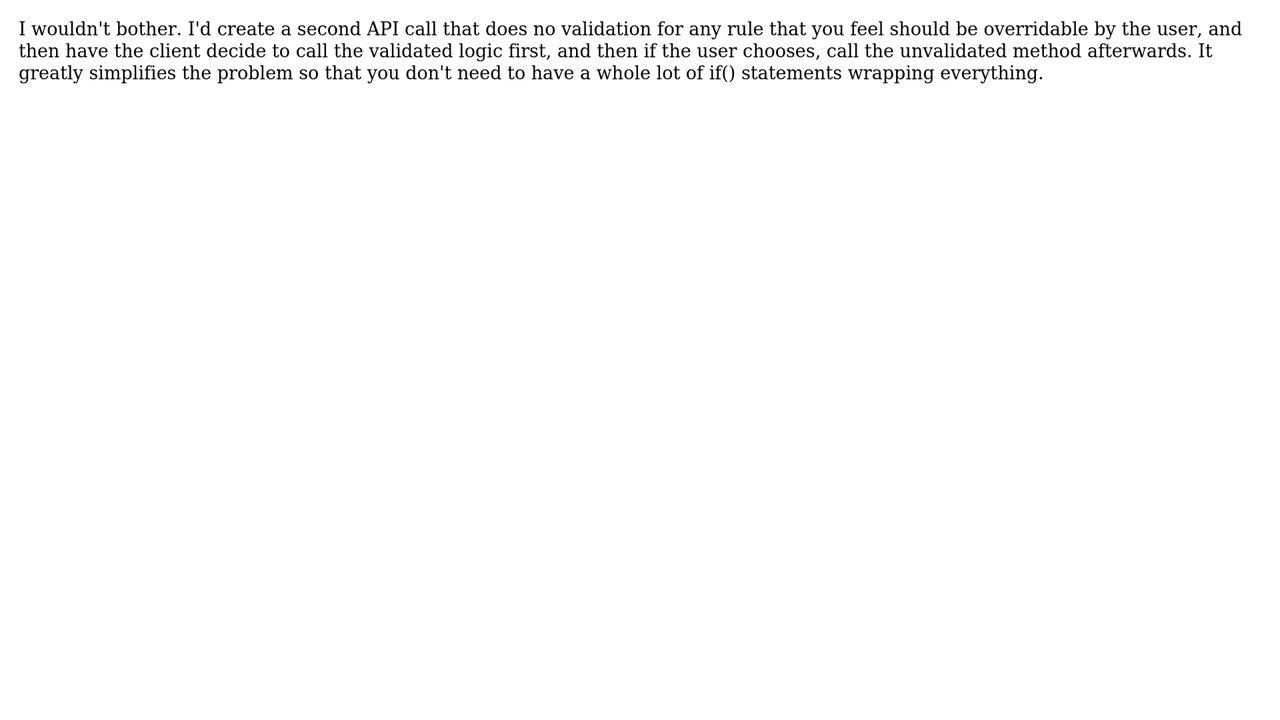 I wouldn't bother. I'd create a second API call that does no validation for any rule that you feel should be overridable by the user, and
then have the client decide to call the validated logic first, and then if the user chooses, call the unvalidated method afterwards. It
greatly simplifies the problem so that you don't need to have a whole lot of if() statements wrapping everything.